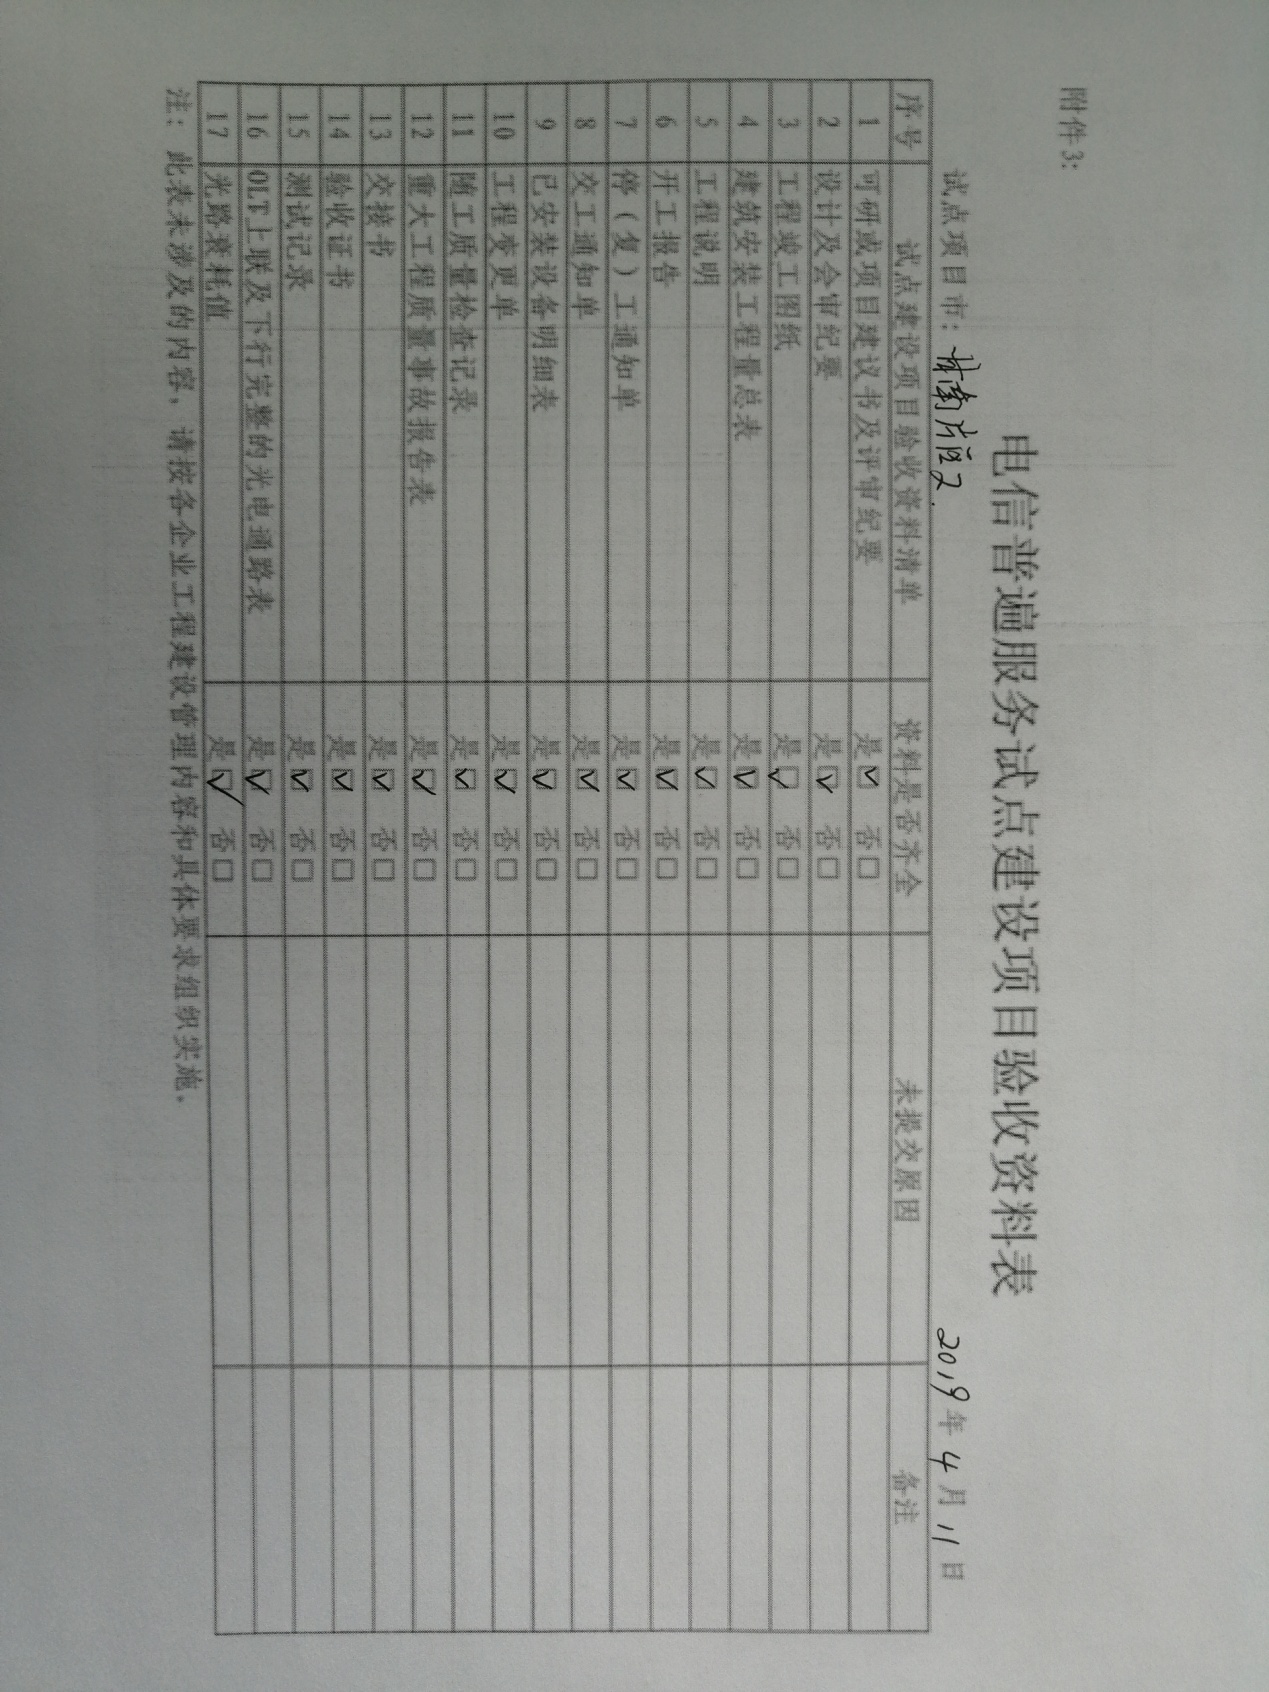 附件 3:
电信普遍服务试点建设项目验收资料表
试点项目市: 甘南片区2. 2019 年 4 月 11 日
序号 试点建设项目验收资料清单 资料是否齐全 未提交原因 备注
1 可研或项目建议书及评审纪要 是☑ 否□
2 设计及会审纪要 是☑ 否□
3 工程竣工图纸 是☑ 否□
4 建筑安装工程量总表 是☑ 否□
5 工程说明 是☑ 否□
6 开工报告 是☑ 否□
7 停（复）工通知单 是☑ 否□
8 交工通知单 是☑ 否□
9 已安装设备明细表 是☑ 否□
10 工程变更单 是☑ 否□
11 随工质量检查记录 是☑ 否□
12 重大工程质量事故报告表 是☑ 否□
13 交接书 是☑ 否□
14 验收证书 是☑ 否□
15 测试记录 是☑ 否□
16 OLT上联及下行完整的光电通路表 是☑ 否□
17 光路衰耗值 是☑ 否□
注：此表未涉及的内容，请按各企业工程建设管理内容和具体要求组织实施。